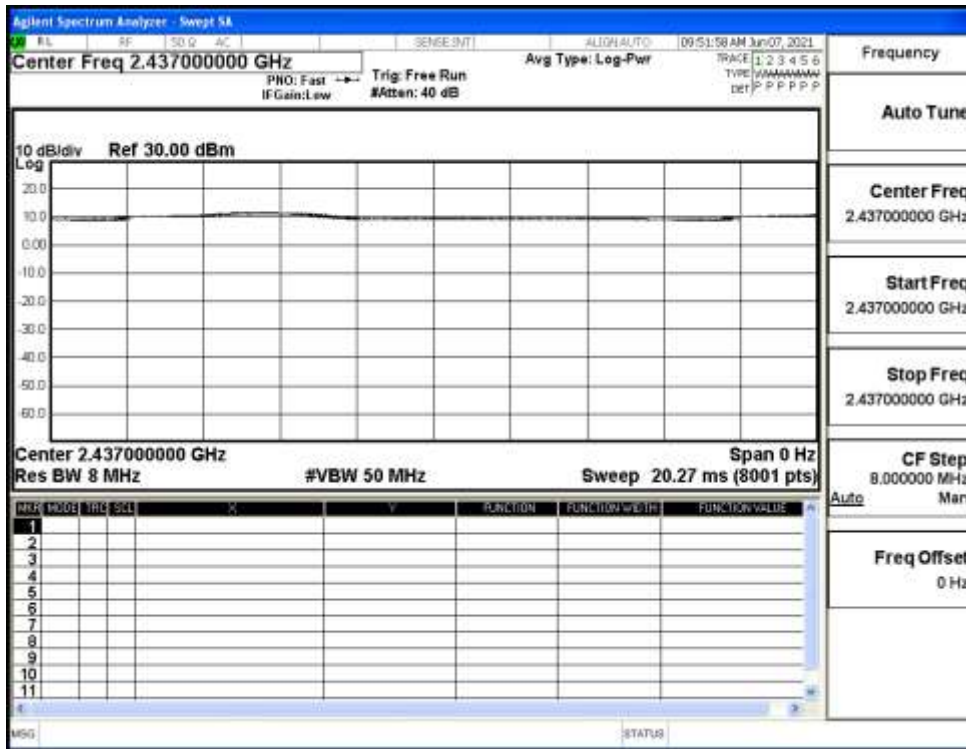 Agilent Spectrum Analyzer - Swept SA
RL RF 50 Ω AC SENSE:INT ALIGN AUTO 09:51:58 AM Jun 07, 2021
Center Freq 2.437000000 GHz
Avg Type: Log-Pwr
TRACE 1 2 3 4 5 6
PNO: Fast
Trig: Free Run
TYPE
IFGain:Low
#Atten: 40 dB
DET P P P P P P
10 dB/div Ref 30.00 dBm
Log
20.0
10.0
0.00
-10.0
-20.0
-30.0
-40.0
-50.0
-60.0
Center 2.437000000 GHz Span 0 Hz
Res BW 8 MHz #VBW 50 MHz Sweep 20.27 ms (8001 pts)
MKR MODE TRC SCL X Y FUNCTION FUNCTION WIDTH FUNCTION VALUE
1
2
3
4
5
6
7
8
9
10
11
MSG STATUS
Frequency
Auto Tune
Center Freq
2.437000000 GHz
Start Freq
2.437000000 GHz
Stop Freq
2.437000000 GHz
CF Step
8.000000 MHz
Auto Man
Freq Offset
0 Hz